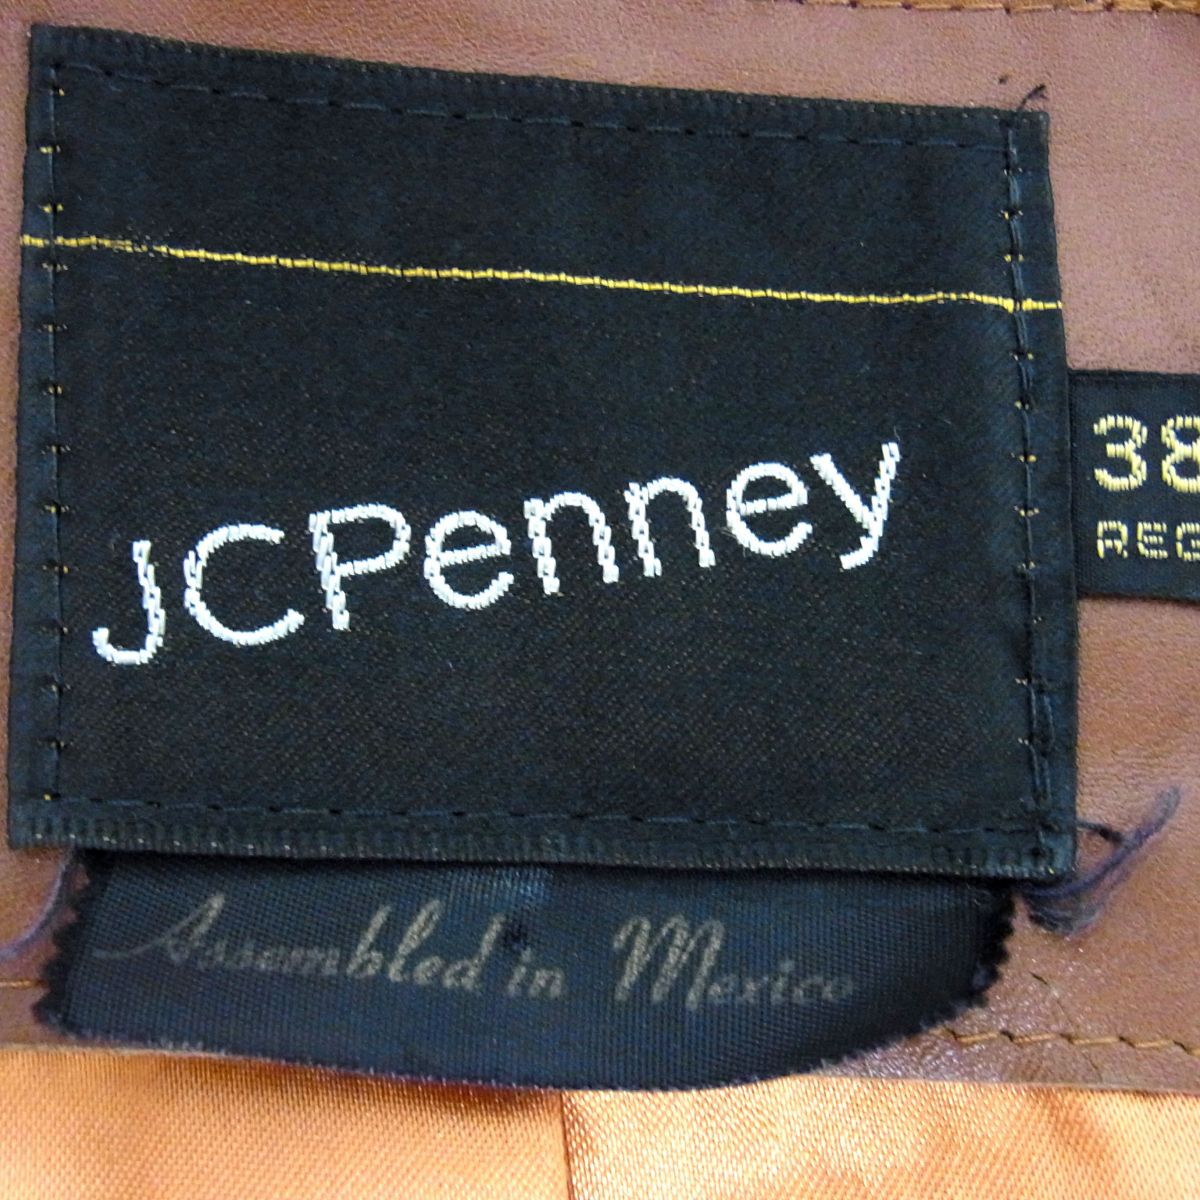 JCPenney
38
REG
Assembled in Mexico